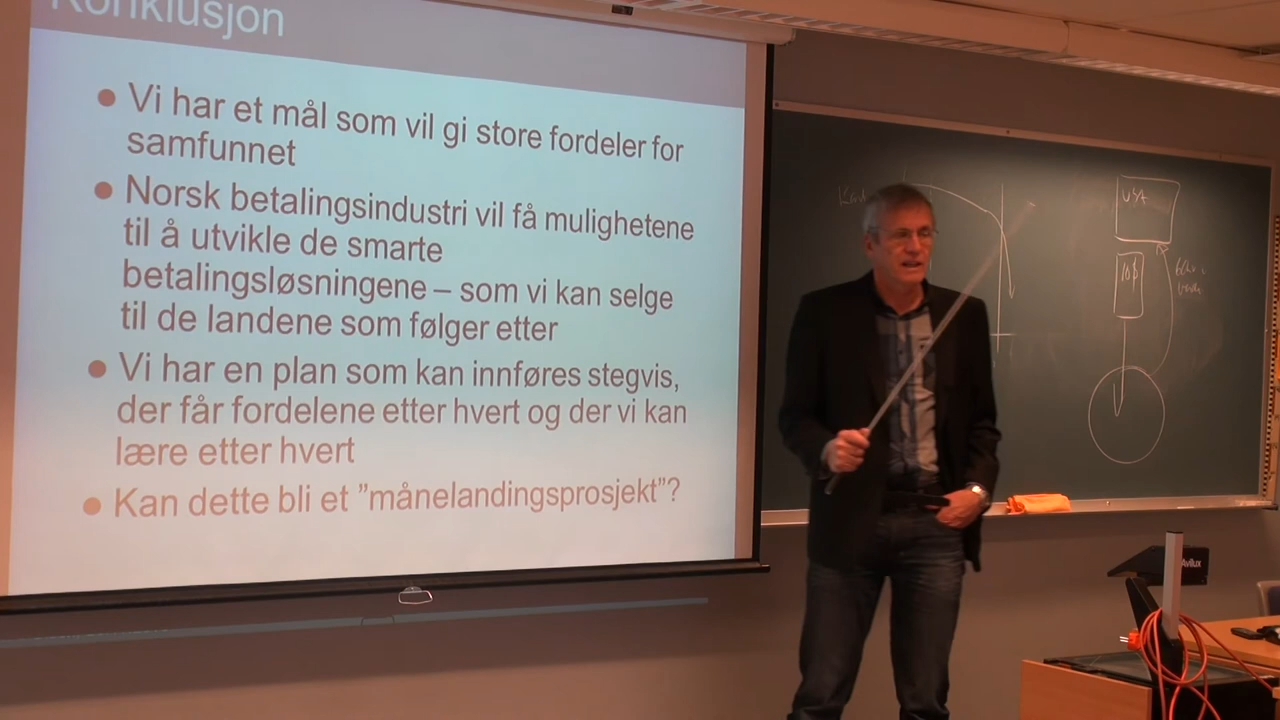 Konklusjon
● Vi har et mål som vil gi store fordeler for
samfunnet
● Norsk betalingsindustri vil få mulighetene
til å utvikle de smarte
betalingsløsningene – som vi kan selge
til de landene som følger etter
● Vi har en plan som kan innføres stegvis,
der får fordelene etter hvert og der vi kan
lære etter hvert
● Kan dette bli et ”månelandingsprosjekt”?
USA
Avilux